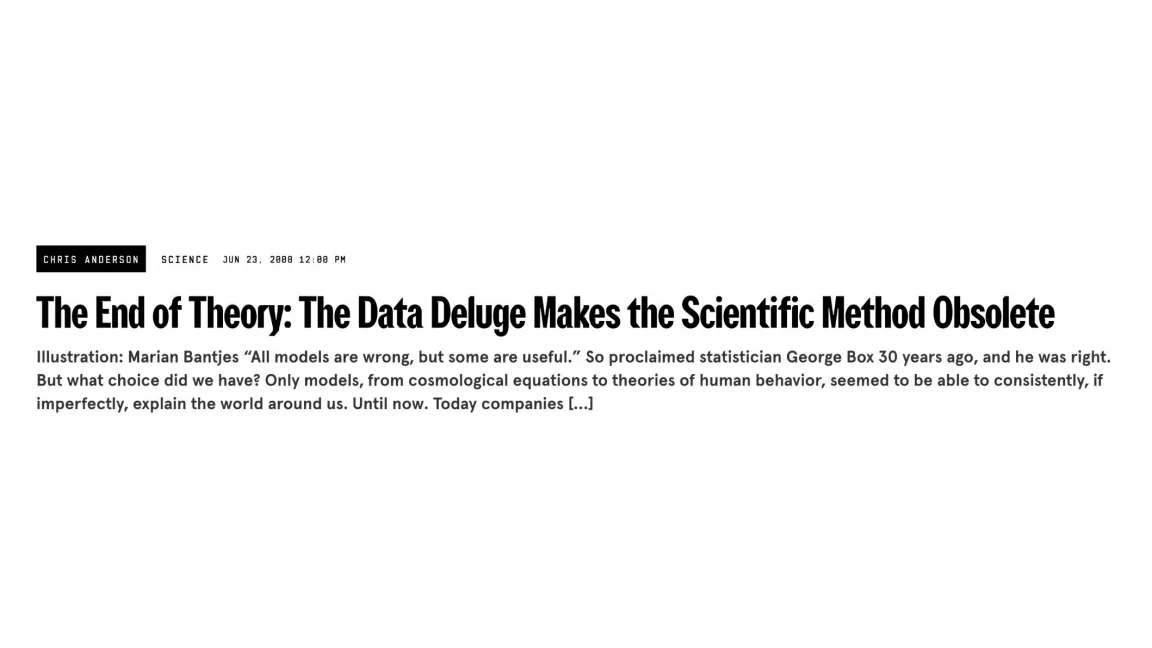 CHRIS ANDERSON SCIENCE JUN 23, 2008 12:00 PM
The End of Theory: The Data Deluge Makes the Scientific Method Obsolete
Illustration: Marian Bantjes “All models are wrong, but some are useful.” So proclaimed statistician George Box 30 years ago, and he was right.
But what choice did we have? Only models, from cosmological equations to theories of human behavior, seemed to be able to consistently, if
imperfectly, explain the world around us. Until now. Today companies [...]